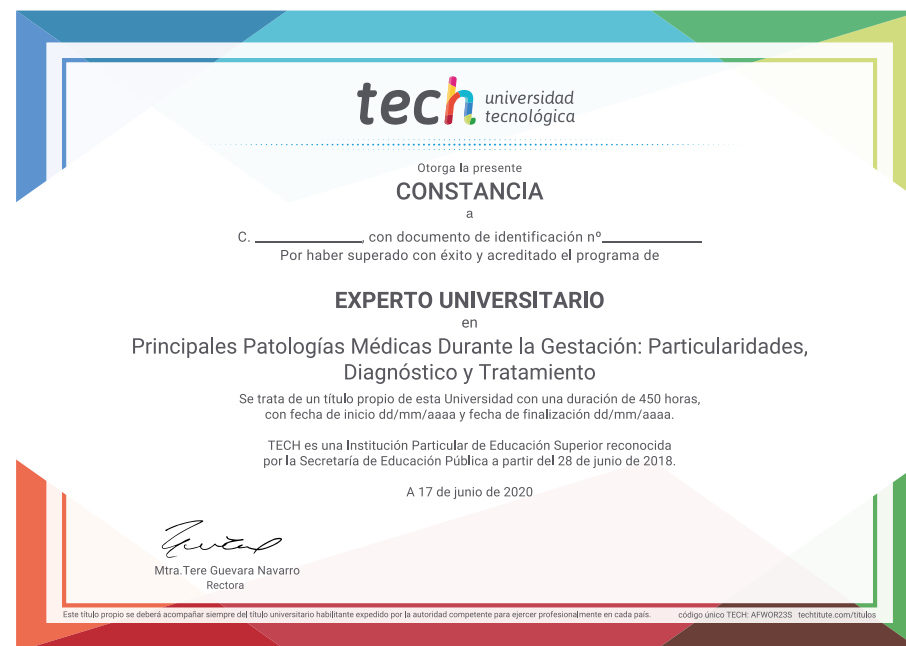 tech universidad
tecnológica
Otorga la presente
CONSTANCIA
a
C. ____________, con documento de identificación nº____________
Por haber superado con éxito y acreditado el programa de
EXPERTO UNIVERSITARIO
en
Principales Patologías Médicas Durante la Gestación: Particularidades,
Diagnóstico y Tratamiento
Se trata de un título propio de esta Universidad con una duración de 450 horas,
con fecha de inicio dd/mm/aaaa y fecha de finalización dd/mm/aaaa.
TECH es una Institución Particular de Educación Superior reconocida
por la Secretaría de Educación Pública a partir del 28 de junio de 2018.
A 17 de junio de 2020
Mtra.Tere Guevara Navarro
Rectora
Este título propio se deberá acompañar siempre del título universitario habilitante expedido por la autoridad competente para ejercer profesionalmente en cada país. código único TECH: AFWOR23S techtitute.com/titulos